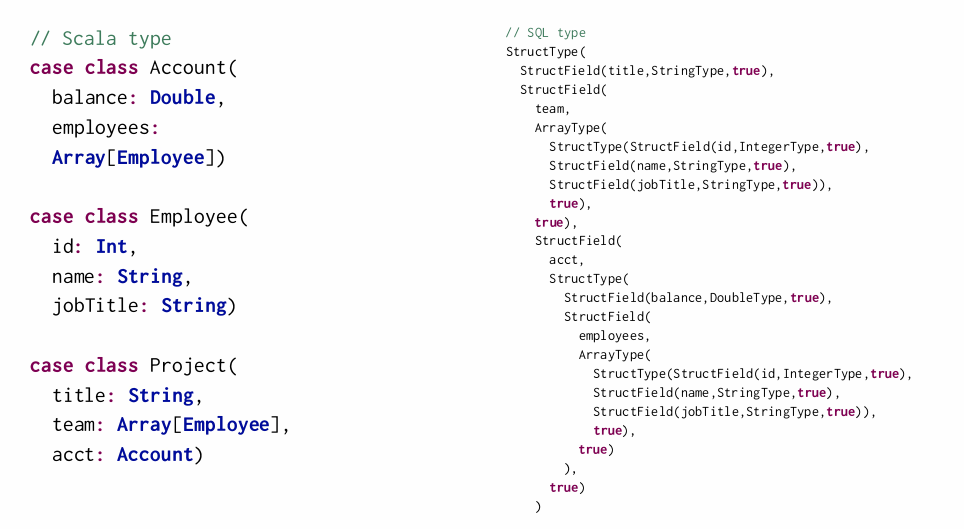 // Scala type
case class Account(
  balance: Double,
  employees:
  Array[Employee])

case class Employee(
  id: Int,
  name: String,
  jobTitle: String)

case class Project(
  title: String,
  team: Array[Employee],
  acct: Account)

// SQL type
StructType(
  StructField(title,StringType,true),
  StructField(
    team,
    ArrayType(
      StructType(StructField(id,IntegerType,true),
      StructField(name,StringType,true),
      StructField(jobTitle,StringType,true)),
      true),
    true),
    StructField(
      acct,
      StructType(
        StructField(balance,DoubleType,true),
        StructField(
          employees,
          ArrayType(
            StructType(StructField(id,IntegerType,true),
            StructField(name,StringType,true),
            StructField(jobTitle,StringType,true)),
            true),
          true)
        ),
      true)
    )